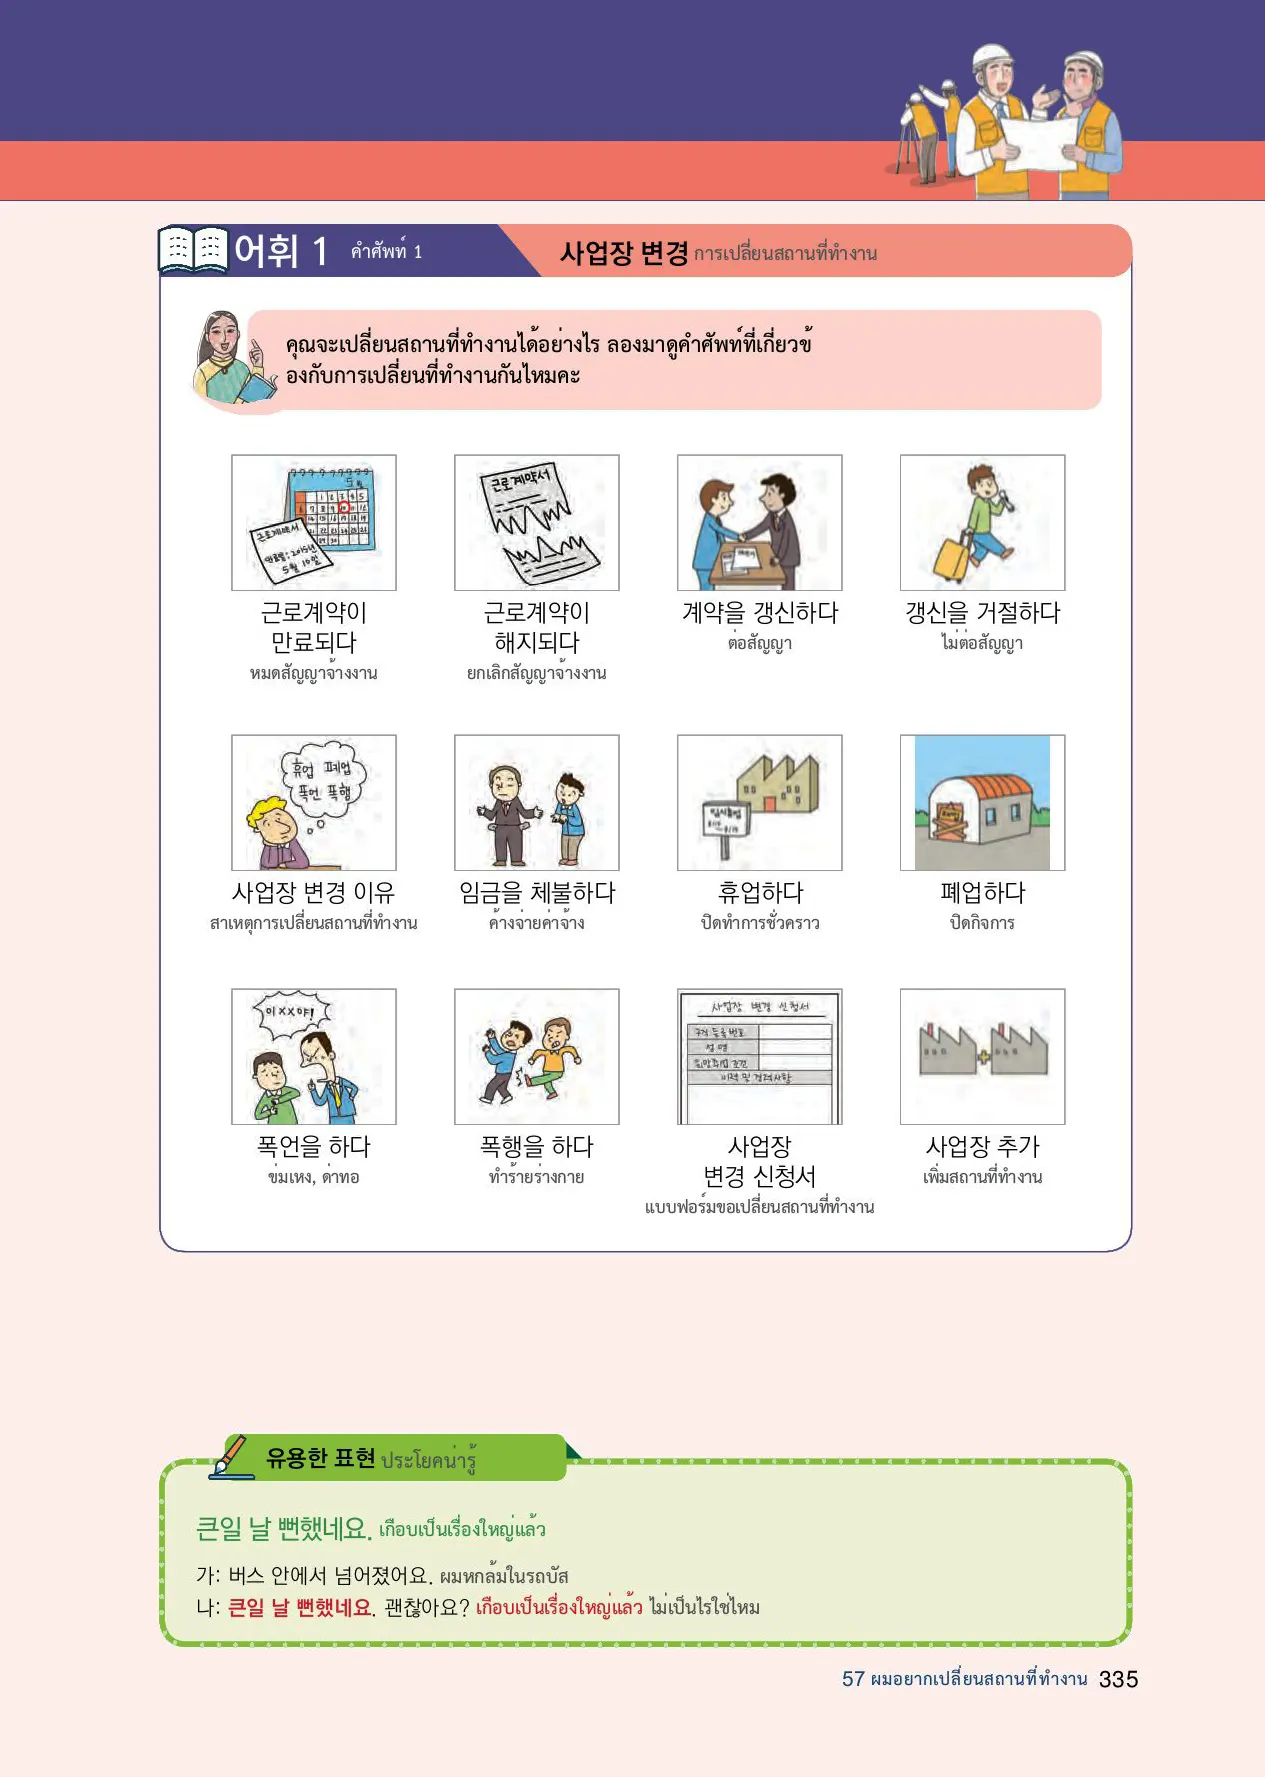 어휘 1 คำศัพท์ 1
사업장 변경 การเปลี่ยนสถานที่ทำงาน
คุณจะเปลี่ยนสถานที่ทำงานได้อย่างไร ลองมาดูคำศัพท์ที่เกี่ยวข้
องกับการเปลี่ยนที่ทำงานกันไหมคะ
5월
근로계약서
만료일: 2015년
5월 10일
근로계약이
만료되다
หมดสัญญาจ้างงาน
근로계약서
근로계약이
해지되다
ยกเลิกสัญญาจ้างงาน
계약을 갱신하다
ต่อสัญญา
갱신을 거절하다
ไม่ต่อสัญญา
휴업 폐업
폭언 폭행
사업장 변경 이유
สาเหตุการเปลี่ยนสถานที่ทำงาน
임금을 체불하다
ค้างจ่ายค่าจ้าง
임시휴업
휴업하다
ปิดทำการชั่วคราว
폐업하다
ปิดกิจการ
이 XX야!
폭언을 하다
ข่มเหง, ด่าทอ
폭행을 하다
ทำร้ายร่างกาย
사업장 변경 신청서
구직 등록 번호
성 명
희망취업 조건
이직 및 경력사항
사업장
변경 신청서
แบบฟอร์มขอเปลี่ยนสถานที่ทำงาน
사업장 추가
เพิ่มสถานที่ทำงาน
유용한 표현 ประโยคน่ารู้
큰일 날 뻔했네요. เกือบเป็นเรื่องใหญ่แล้ว
가: 버스 안에서 넘어졌어요. ผมหกล้มในรถบัส
나: 큰일 날 뻔했네요. 괜찮아요? เกือบเป็นเรื่องใหญ่แล้ว ไม่เป็นไรใช่ไหม
57 ผมอยากเปลี่ยนสถานที่ทำงาน 335